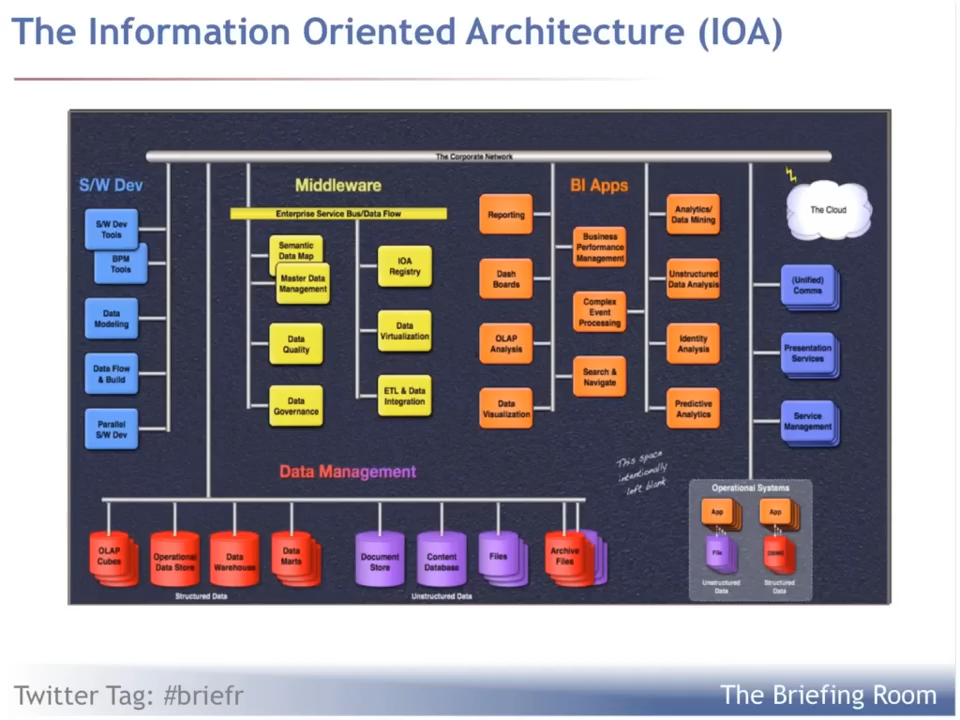 The Information Oriented Architecture (IOA)
The Corporate Network
S/W Dev
S/W Dev
Tools
BPM
Tools
Data
Modeling
Data Flow
& Build
Parallel
S/W Dev
Middleware
Enterprise Service Bus/Data Flow
Semantic
Data Map
Master Data
Management
Data
Quality
Data
Governance
IOA
Registry
Data
Virtualization
ETL & Data
Integration
BI Apps
Reporting
Dash
Boards
OLAP
Analysis
Data
Visualization
Business
Performance
Management
Complex
Event
Processing
Search &
Navigate
Analytics/
Data Mining
Unstructured
Data Analysis
Identity
Analysis
Predictive
Analytics
The Cloud
(Unified)
Comms
Presentation
Services
Service
Management
Data Management
OLAP
Cubes
Operational
Data Store
Data
Warehouse
Data
Marts
Structured Data
Document
Store
Content
Database
Files
Archive
Files
Unstructured Data
This space
intentionally
left blank
Operational Systems
App
App
File
DBMS
Unstructured
Data
Structured
Data
Twitter Tag: #briefr
The Briefing Room